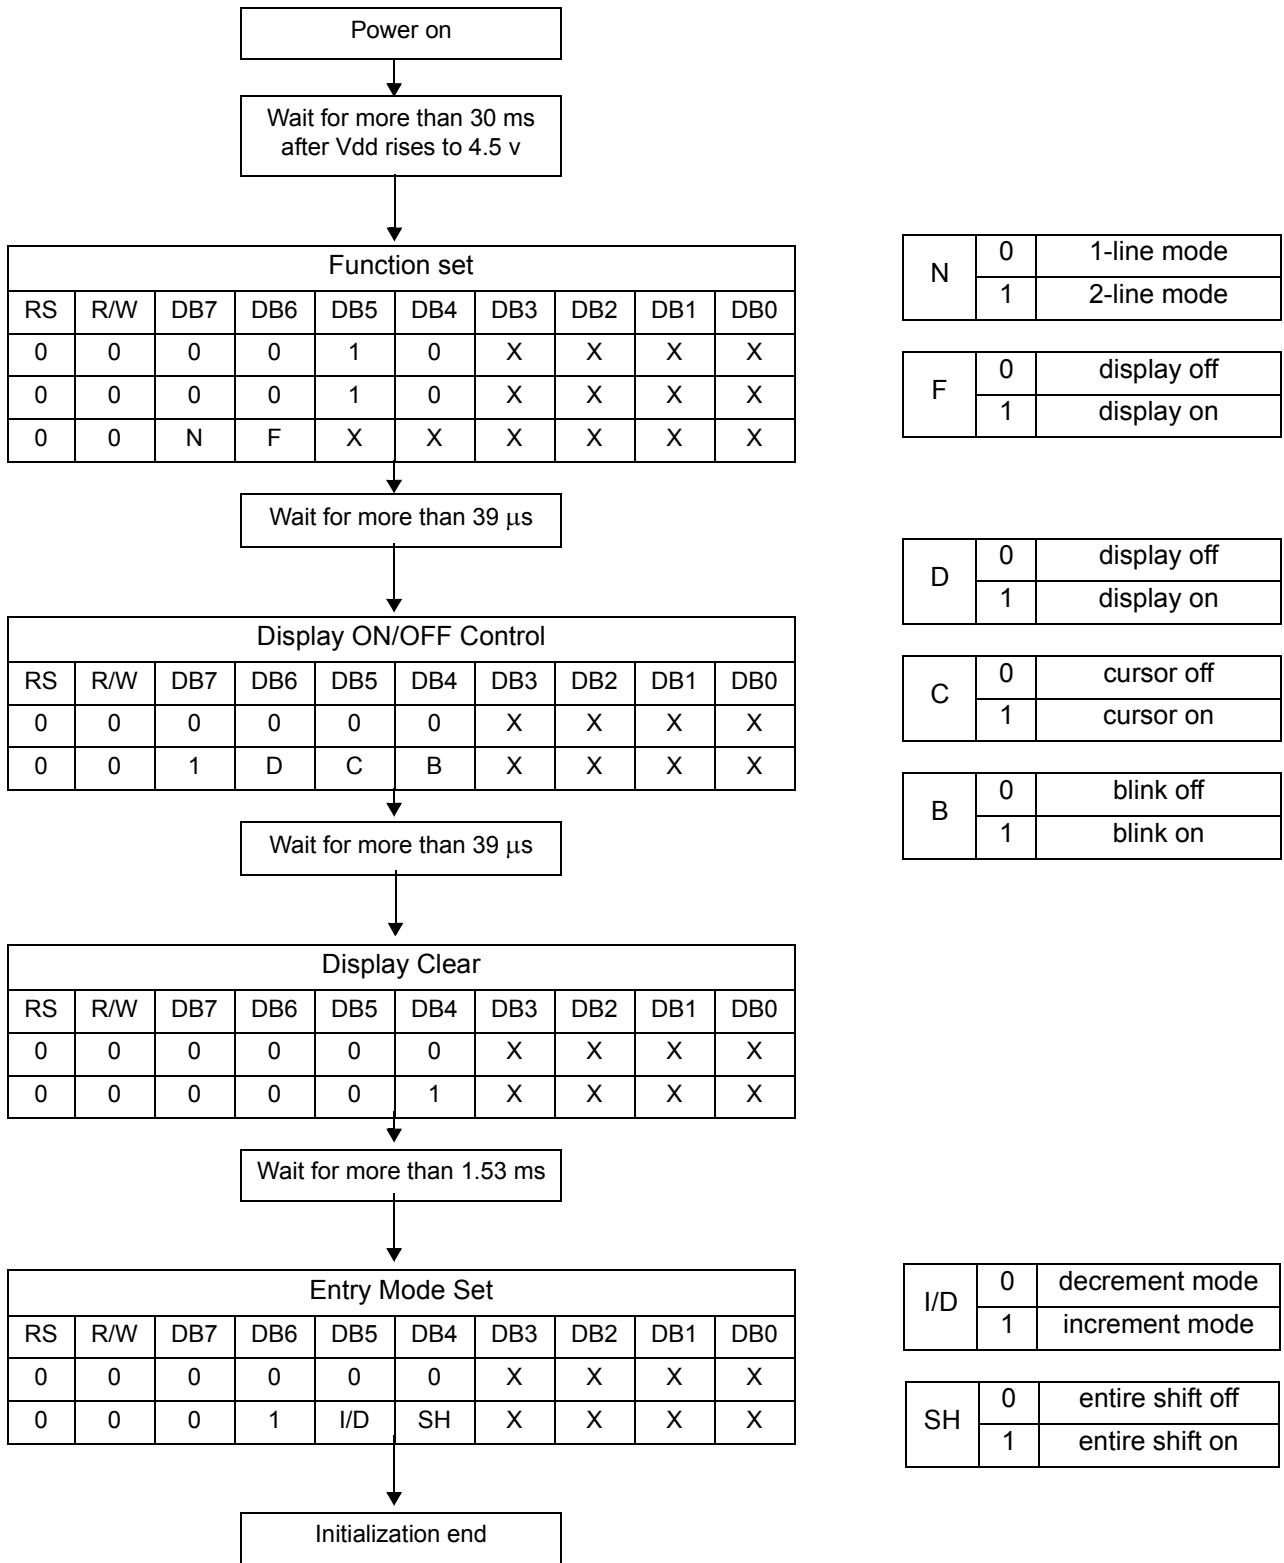 Power on
Wait for more than 30 ms
after Vdd rises to 4.5 v
Function set
RS R/W DB7 DB6 DB5 DB4 DB3 DB2 DB1 DB0
0 0 0 0 1 0 X X X X
0 0 0 0 1 0 X X X X
0 0 N F X X X X X X
N 0 1-line mode
1 2-line mode
F 0 display off
1 display on
Wait for more than 39 μs
Display ON/OFF Control
RS R/W DB7 DB6 DB5 DB4 DB3 DB2 DB1 DB0
0 0 0 0 0 0 X X X X
0 0 1 D C B X X X X
D 0 display off
1 display on
C 0 cursor off
1 cursor on
B 0 blink off
1 blink on
Wait for more than 39 μs
Display Clear
RS R/W DB7 DB6 DB5 DB4 DB3 DB2 DB1 DB0
0 0 0 0 0 0 X X X X
0 0 0 0 0 1 X X X X
Wait for more than 1.53 ms
Entry Mode Set
RS R/W DB7 DB6 DB5 DB4 DB3 DB2 DB1 DB0
0 0 0 0 0 0 X X X X
0 0 0 1 I/D SH X X X X
I/D 0 decrement mode
1 increment mode
SH 0 entire shift off
1 entire shift on
Initialization end